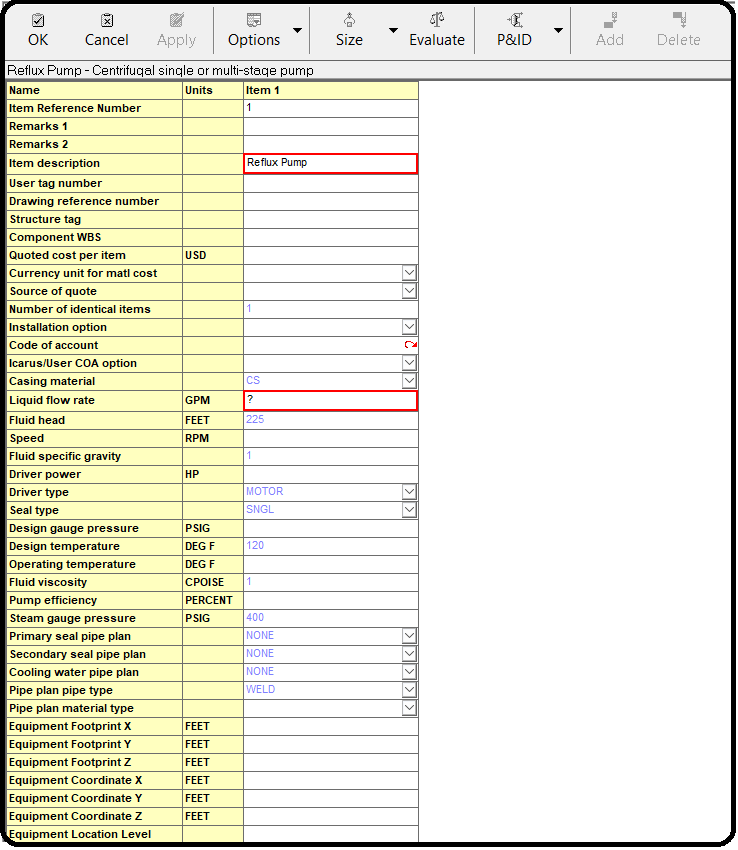 OK Cancel Apply Options Size Evaluate P&ID Add Delete
Reflux Pump - Centrifugal single or multi-stage pump
Name Units Item 1
Item Reference Number 1
Remarks 1
Remarks 2
Item description Reflux Pump
User tag number
Drawing reference number
Structure tag
Component WBS
Quoted cost per item USD
Currency unit for matl cost
Source of quote
Number of identical items 1
Installation option
Code of account
Icarus/User COA option
Casing material CS
Liquid flow rate GPM ?
Fluid head FEET 225
Speed RPM
Fluid specific gravity 1
Driver power HP
Driver type MOTOR
Seal type SNGL
Design gauge pressure PSIG
Design temperature DEG F 120
Operating temperature DEG F
Fluid viscosity CPOISE 1
Pump efficiency PERCENT
Steam gauge pressure PSIG 400
Primary seal pipe plan NONE
Secondary seal pipe plan NONE
Cooling water pipe plan NONE
Pipe plan pipe type WELD
Pipe plan material type
Equipment Footprint X FEET
Equipment Footprint Y FEET
Equipment Footprint Z FEET
Equipment Coordinate X FEET
Equipment Coordinate Y FEET
Equipment Coordinate Z FEET
Equipment Location Level